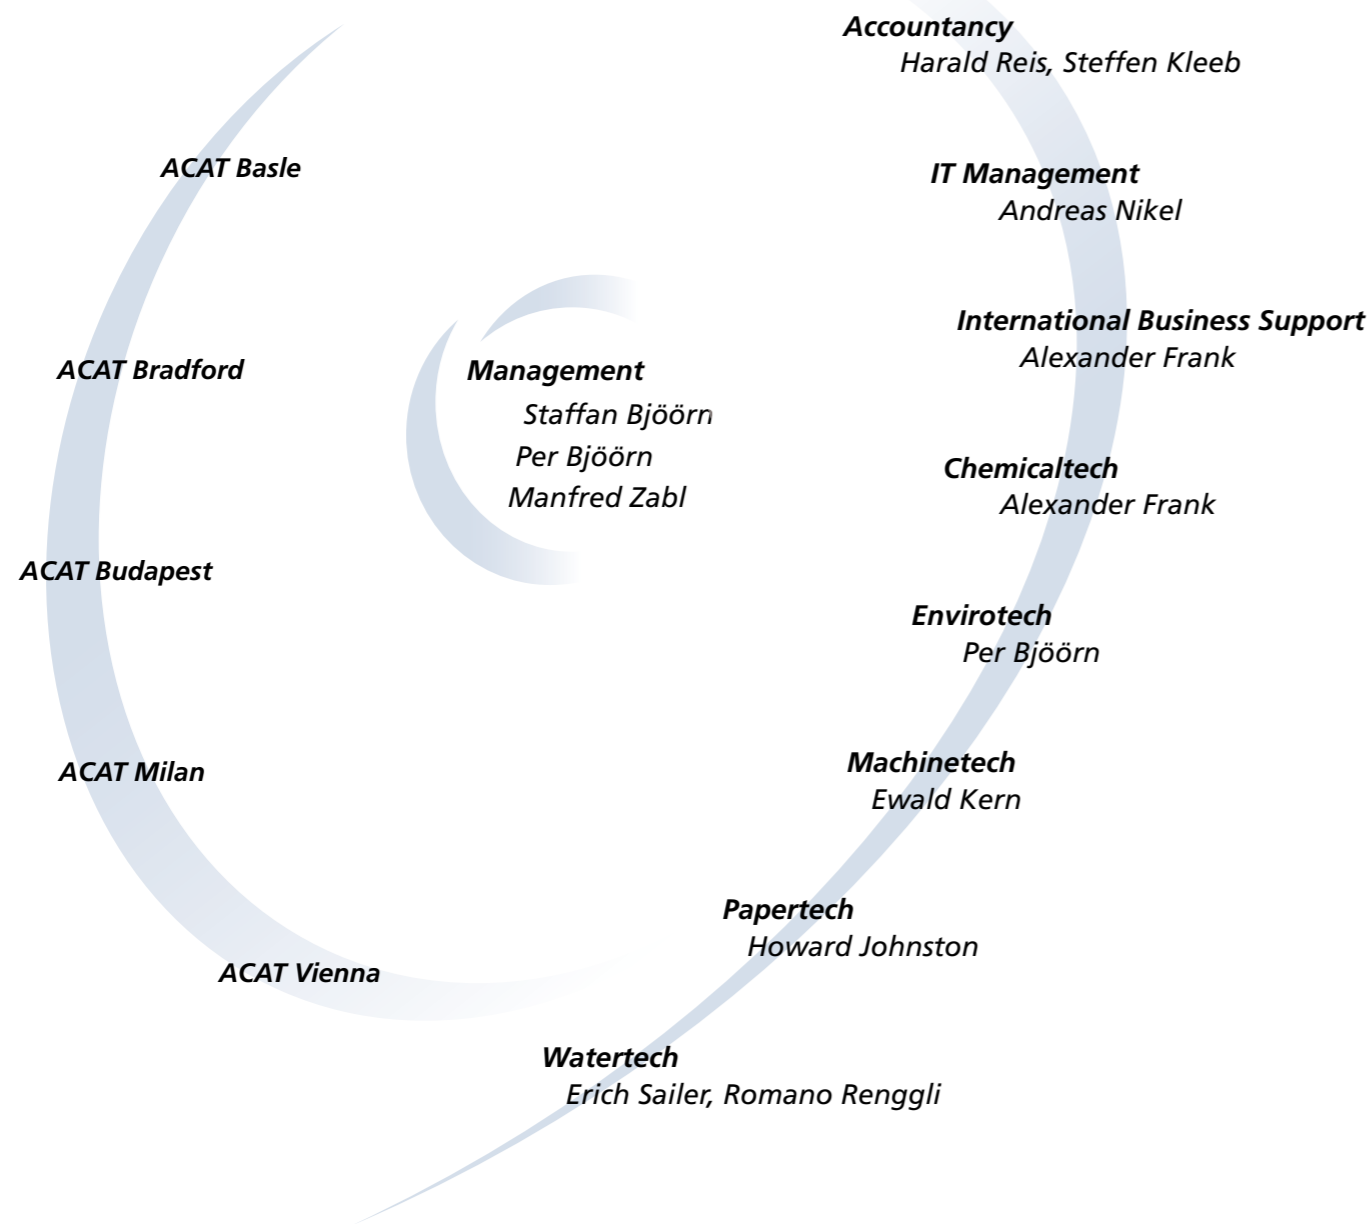 Accountancy
Harald Reis, Steffen Kleeb
ACAT Basle
IT Management
Andreas Nikel
International Business Support
Alexander Frank
ACAT Bradford
Management
Staffan Bjöörn
Per Bjöörn
Manfred Zabl
Chemicaltech
Alexander Frank
ACAT Budapest
Envirotech
Per Bjöörn
ACAT Milan
Machinetech
Ewald Kern
Papertech
Howard Johnston
ACAT Vienna
Watertech
Erich Sailer, Romano Renggli